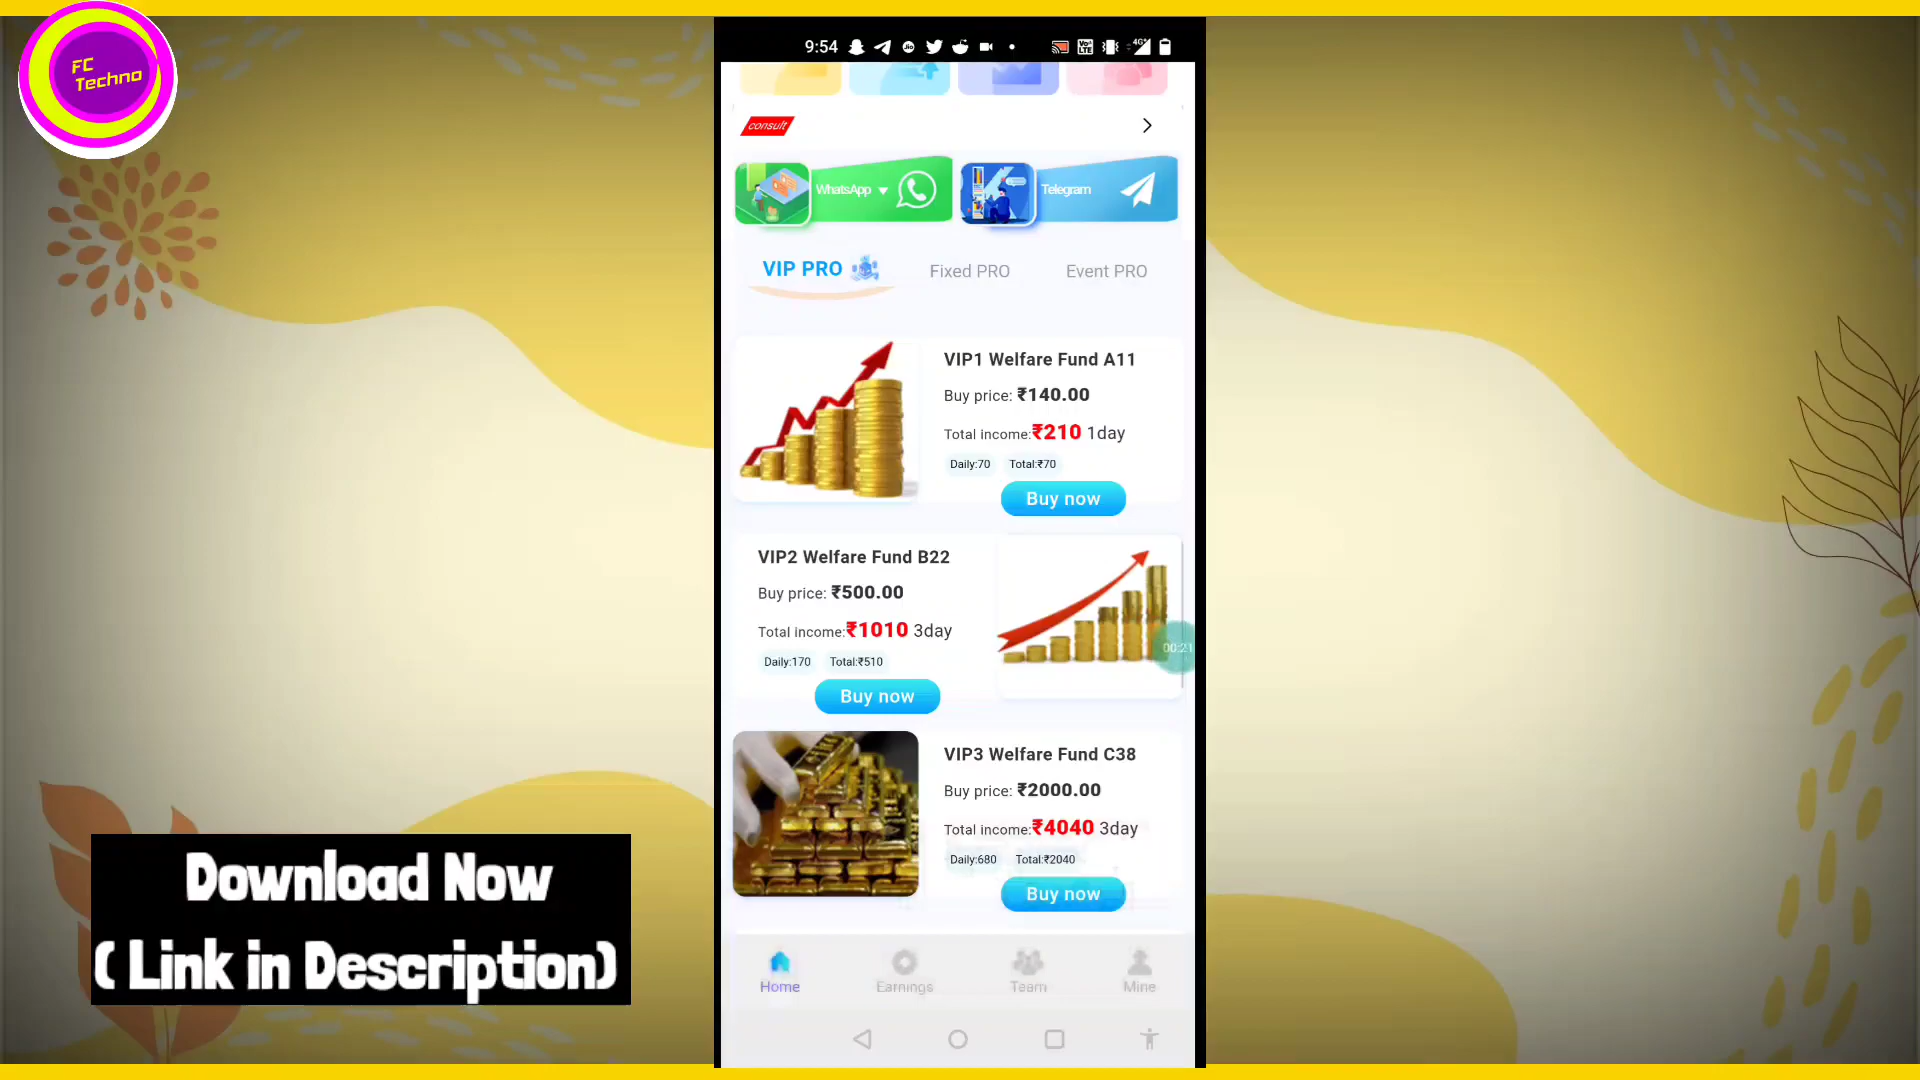 FC
Techno
9:54
4G+
consult
WhatsApp
Telegram
VIP PRO
Fixed PRO
Event PRO
VIP1 Welfare Fund A11
Buy price: ₹140.00
Total income:₹210 1day
Daily:70 Total:₹70
Buy now
VIP2 Welfare Fund B22
Buy price: ₹500.00
Total income:₹1010 3day
Daily:170 Total:₹510
Buy now
00:21
VIP3 Welfare Fund C38
Buy price: ₹2000.00
Total income:₹4040 3day
Daily:680 Total:₹2040
Buy now
Home
Earnings
Team
Mine
Download Now
( Link in Description)